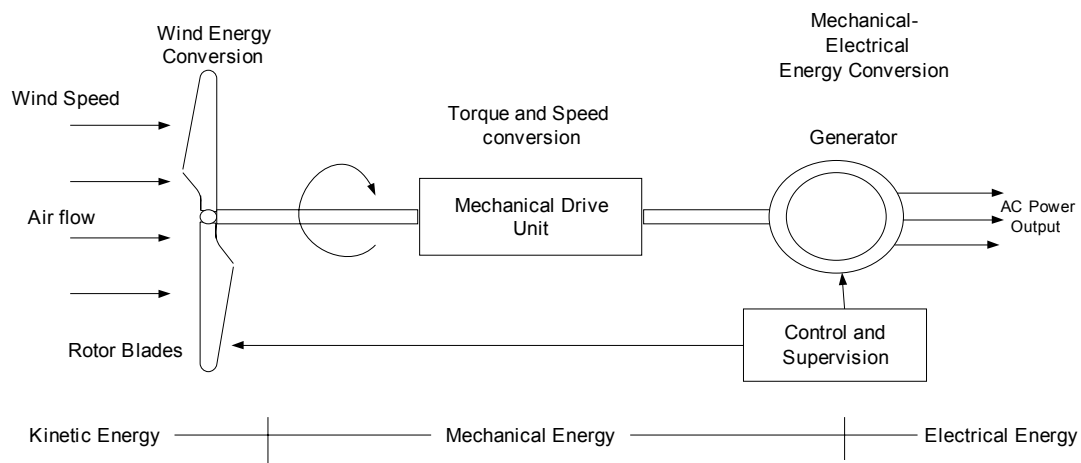 Wind Energy
Conversion
Mechanical-
Electrical
Energy Conversion
Wind Speed
Torque and Speed
conversion
Generator
Air flow
Mechanical Drive
Unit
AC Power
Output
Rotor Blades
Control and
Supervision
Kinetic Energy
Mechanical Energy
Electrical Energy